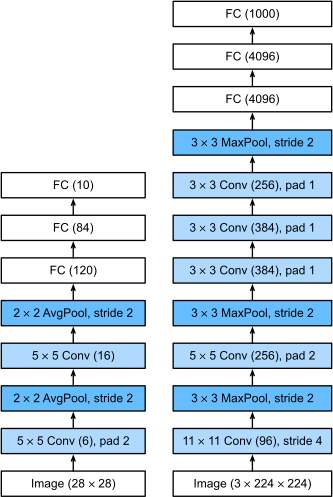 FC (10)
FC (84)
FC (120)
2 × 2 AvgPool, stride 2
5 × 5 Conv (16)
2 × 2 AvgPool, stride 2
5 × 5 Conv (6), pad 2
Image (28 × 28)
FC (1000)
FC (4096)
FC (4096)
3 × 3 MaxPool, stride 2
3 × 3 Conv (256), pad 1
3 × 3 Conv (384), pad 1
3 × 3 Conv (384), pad 1
3 × 3 MaxPool, stride 2
5 × 5 Conv (256), pad 2
3 × 3 MaxPool, stride 2
11 × 11 Conv (96), stride 4
Image (3 × 224 × 224)